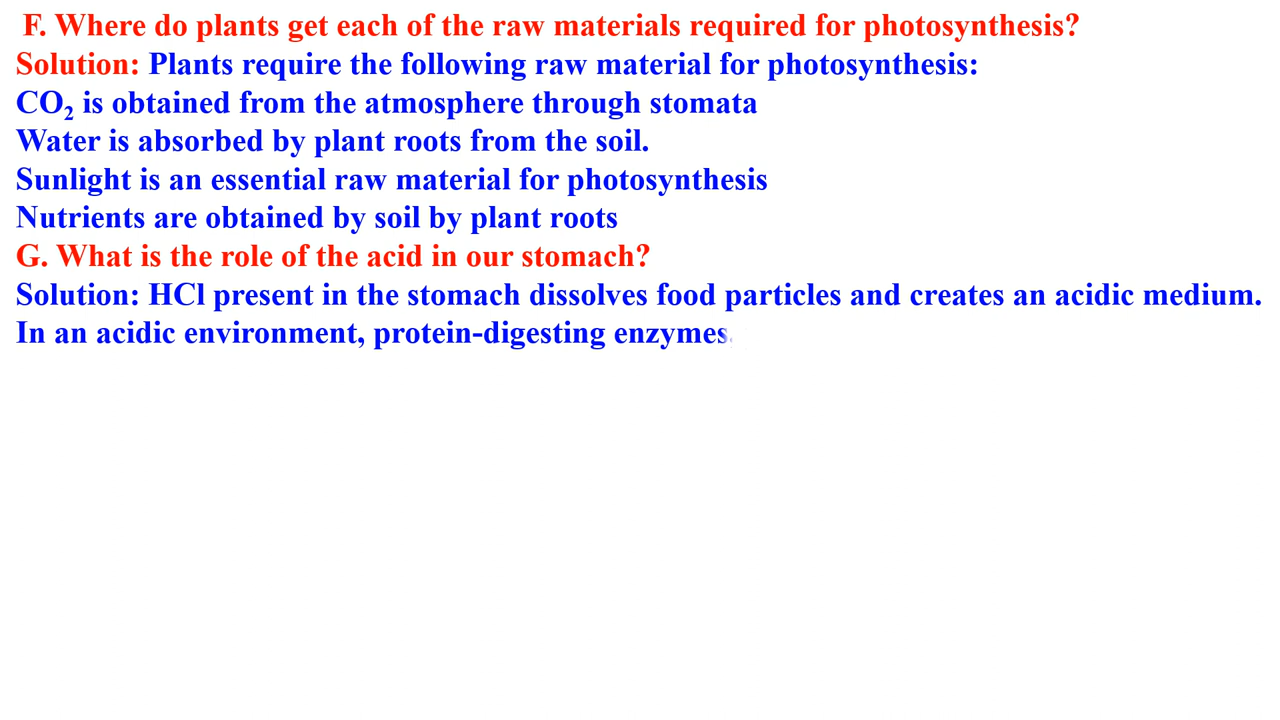 F. Where do plants get each of the raw materials required for photosynthesis?
Solution: Plants require the following raw material for photosynthesis:
CO₂ is obtained from the atmosphere through stomata
Water is absorbed by plant roots from the soil.
Sunlight is an essential raw material for photosynthesis
Nutrients are obtained by soil by plant roots
G. What is the role of the acid in our stomach?
Solution: HCl present in the stomach dissolves food particles and creates an acidic medium.
In an acidic environment, protein-digesting enzymes